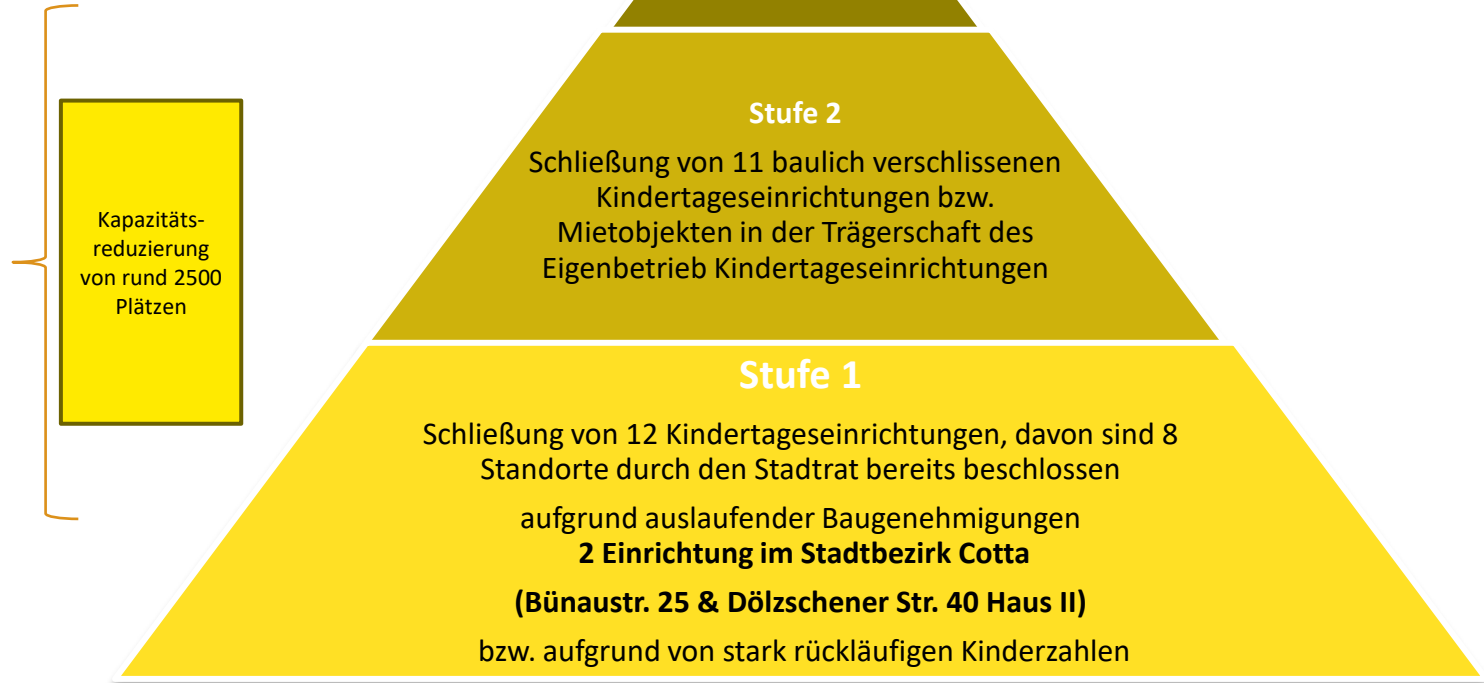 Kapazitäts-
reduzierung
von rund 2500
Plätzen
Stufe 2
Schließung von 11 baulich verschlissenen
Kindertageseinrichtungen bzw.
Mietobjekten in der Trägerschaft des
Eigenbetrieb Kindertageseinrichtungen
Stufe 1
Schließung von 12 Kindertageseinrichtungen, davon sind 8
Standorte durch den Stadtrat bereits beschlossen
aufgrund auslaufender Baugenehmigungen
2 Einrichtung im Stadtbezirk Cotta
(Bünaustr. 25 & Dölzschener Str. 40 Haus II)
bzw. aufgrund von stark rückläufigen Kinderzahlen